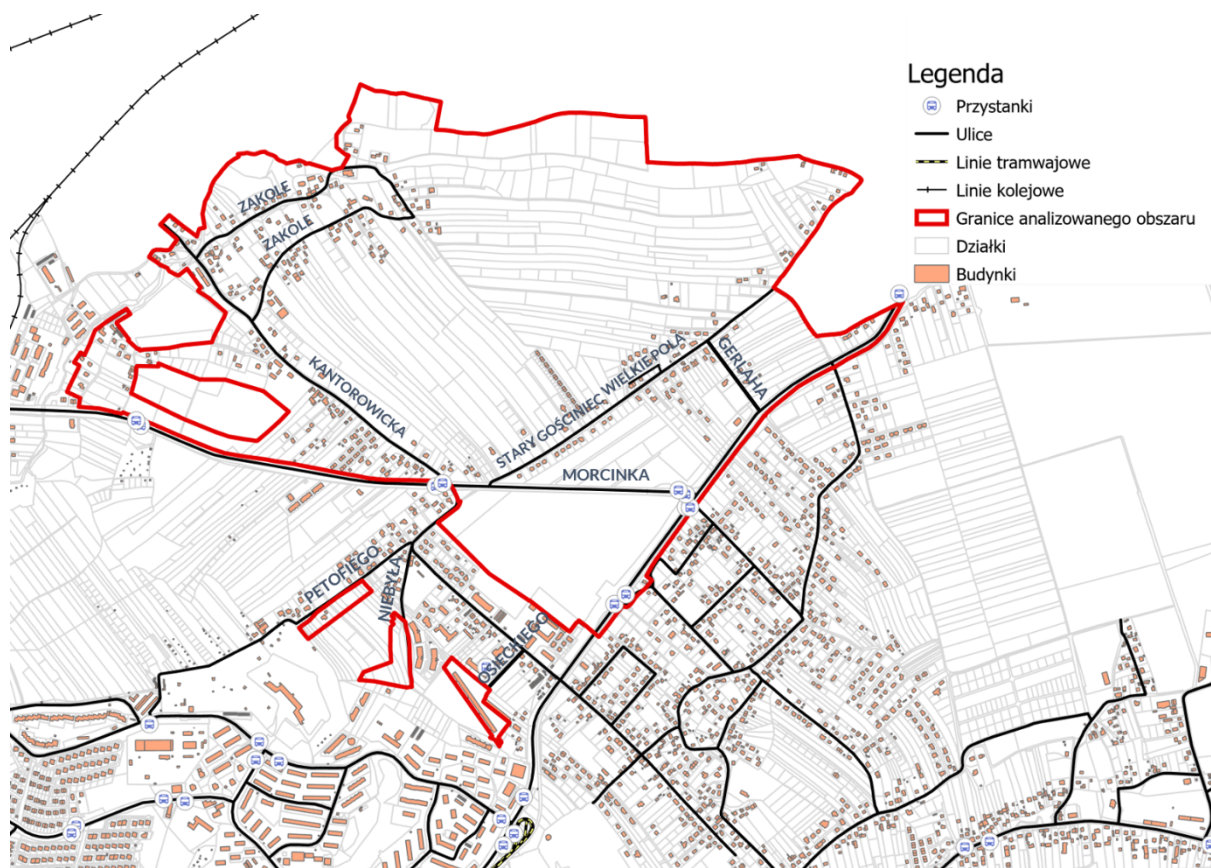 Legenda
Przystanki
Ulice
Linie tramwajowe
Linie kolejowe
Granice analizowanego obszaru
Działki
Budynki
ZAKOLE
ZAKOLE
KANTOROWICKA
STARY GOŚCINIEC WIELKIE POLA
GERLAHA
MORCINKA
PETOFIEGO
NIEBYŁA
OSIECKIEGO